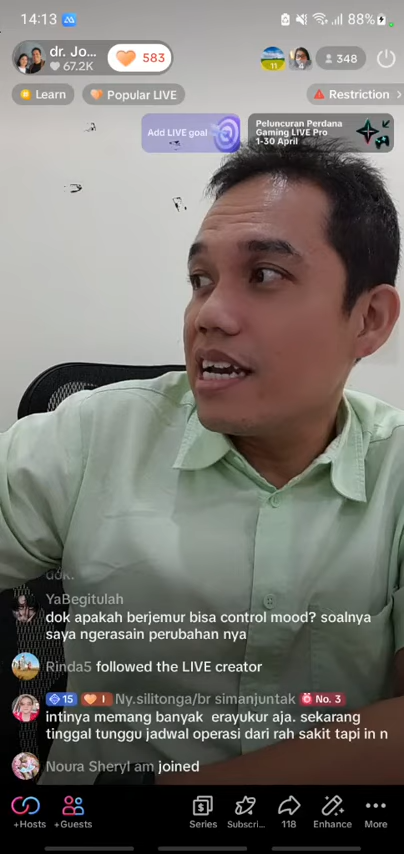 14:13
88%
dr. Jo...
67.2K
583
11
348
Learn
Popular LIVE
Restriction
Add LIVE goal
Peluncuran Perdana
Gaming LIVE Pro
1-30 April
dok.
YaBegitulah
dok apakah berjemur bisa control mood? soalnya
saya ngerasain perubahan nya
Rinda5 followed the LIVE creator
15 I Ny.silitonga/br simanjuntak No. 3
intinya memang banyak erayukur aja. sekarang
tinggal tunggu jadwal operasi dari rah sakit tapi in n
Noura Sheryl am joined
+Hosts
+Guests
Series
Subscri...
118
Enhance
More